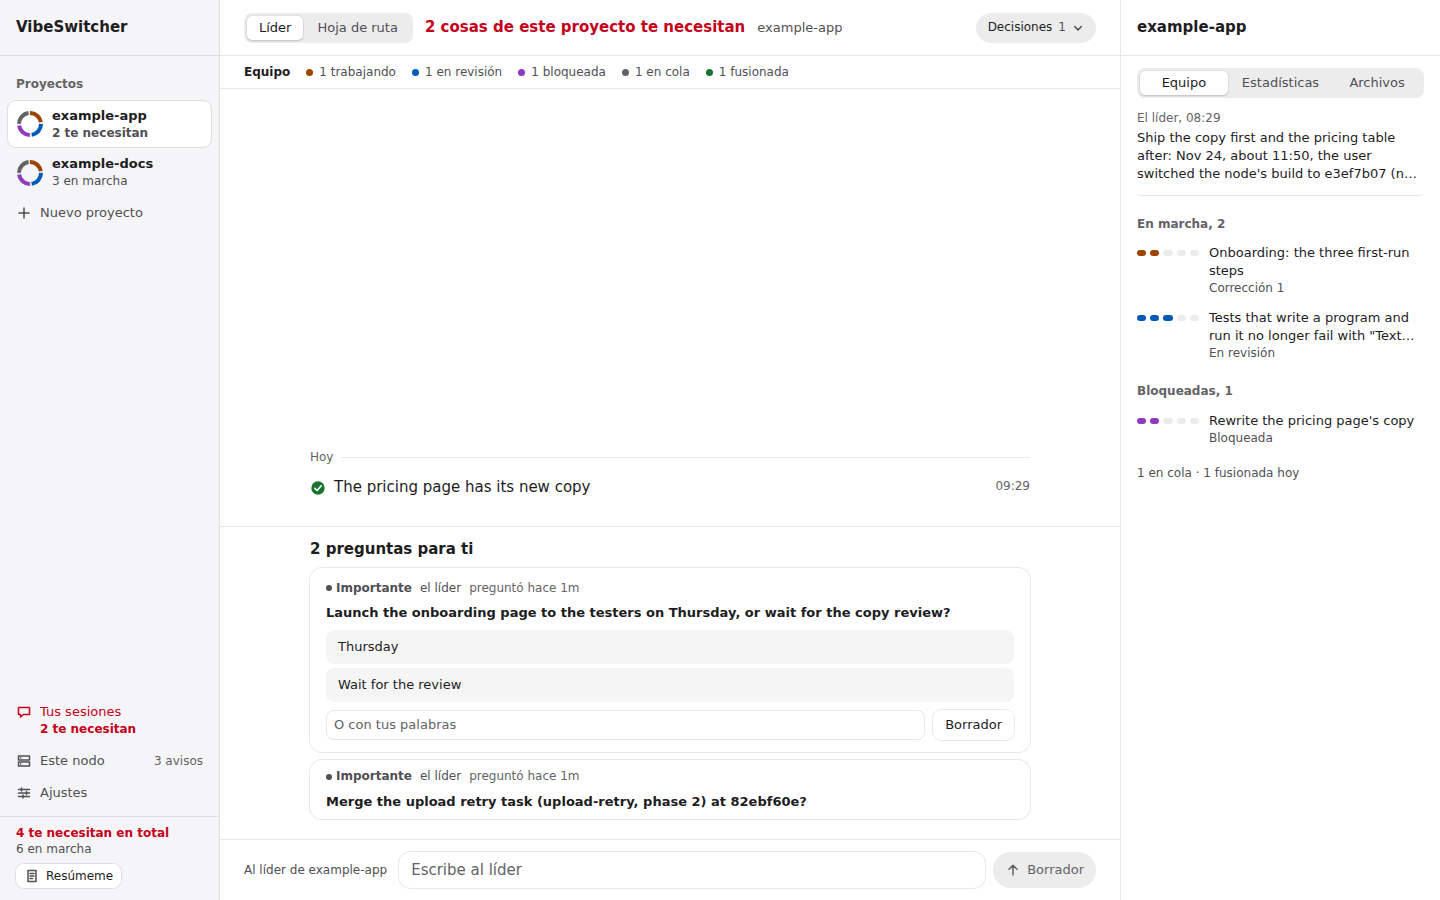 VibeSwitcher
Proyectos
example-app
2 te necesitan
example-docs
3 en marcha
Nuevo proyecto
Tus sesiones
2 te necesitan
Este nodo
3 avisos
Ajustes
4 te necesitan en total
6 en marcha
Resúmeme
Líder
Hoja de ruta
2 cosas de este proyecto te necesitan
example-app
Decisiones 1
Equipo
1 trabajando
1 en revisión
1 bloqueada
1 en cola
1 fusionada
Hoy
The pricing page has its new copy
09:29
2 preguntas para ti
Importante el líder preguntó hace 1m
Launch the onboarding page to the testers on Thursday, or wait for the copy review?
Thursday
Wait for the review
O con tus palabras
Borrador
Importante el líder preguntó hace 1m
Merge the upload retry task (upload-retry, phase 2) at 82ebf60e?
Al líder de example-app
Escribe al líder
Borrador
example-app
Equipo
Estadísticas
Archivos
El líder, 08:29
Ship the copy first and the pricing table
after: Nov 24, about 11:50, the user
switched the node's build to e3ef7b07 (n…
En marcha, 2
Onboarding: the three first-run
steps
Corrección 1
Tests that write a program and
run it no longer fail with "Text…
En revisión
Bloqueadas, 1
Rewrite the pricing page's copy
Bloqueada
1 en cola · 1 fusionada hoy